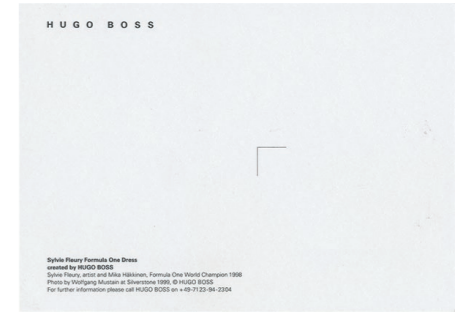 HUGO BOSS
Sylvie Fleury Formula One Dress
created by HUGO BOSS
Sylvie Fleury, artist and Mika Häkkinen, Formula One World Champion 1998
Photo by Wolfgang Mustain at Silverstone 1999, © HUGO BOSS
For further information please call HUGO BOSS on +49-7123-94-2304